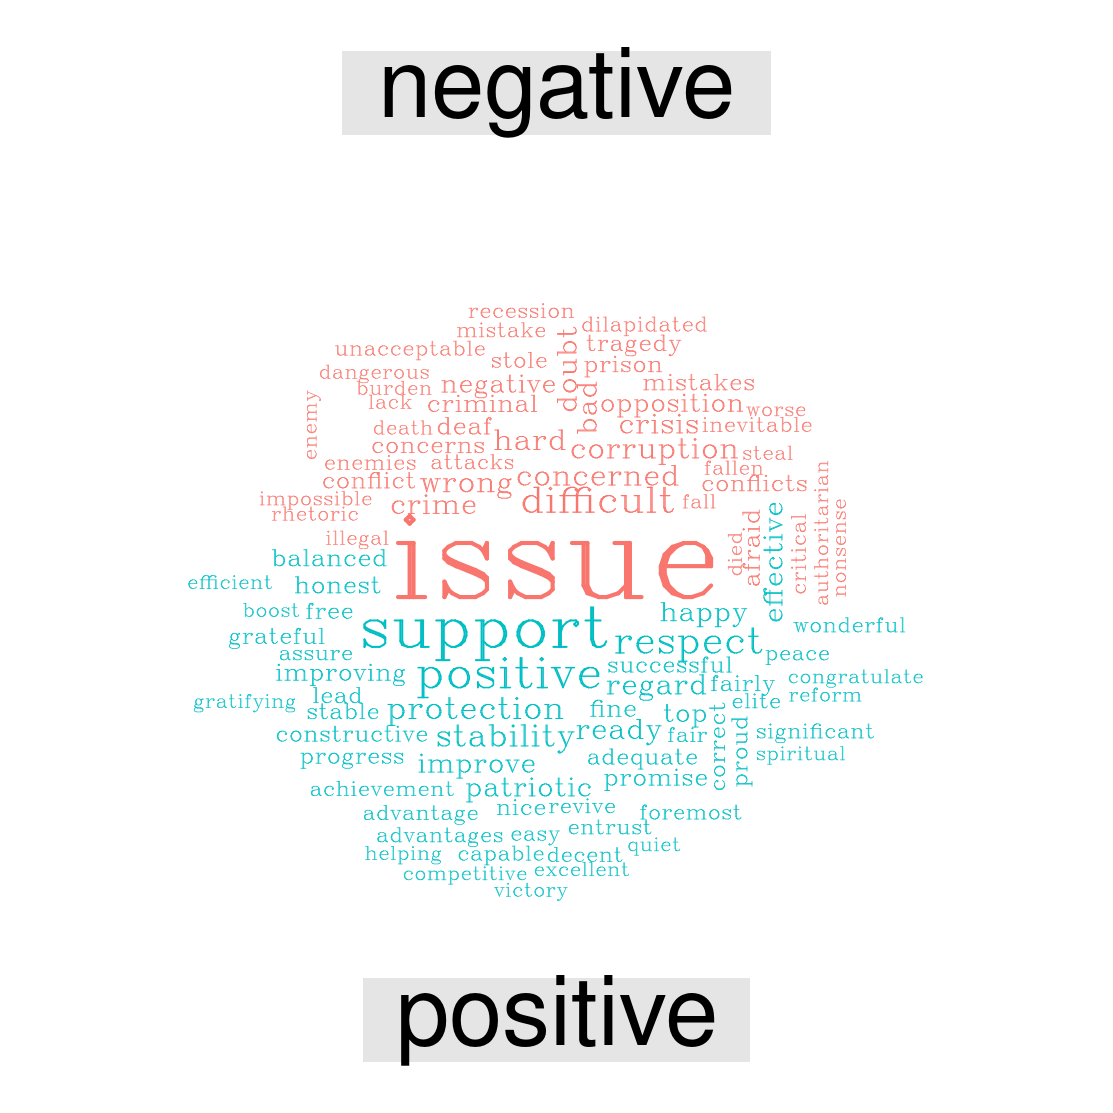 negative
recession
mistake
dilapidated
doubt
unacceptable
tragedy
stole
prison
dangerous
burden
negative
bad
mistakes
lack
criminal
opposition
worse
enemy
death
deaf
crisis
inevitable
concerns
hard
corruption
steal
enemies
attacks
concerned
fallen
conflict
wrong
conflicts
impossible
crime
difficult
fall
authoritarian
rhetoric
illegal
issue
died
afraid
critical
nonsense
effective
balanced
efficient
honest
boost
free
support
happy
grateful
respect
wonderful
assure
successful
peace
improving
positive
regard
fairly
congratulate
gratifying
lead
elite
reform
stable
protection
fine
top
constructive
stability
ready
fair
correct
proud
significant
progress
improve
adequate
spiritual
achievement
patriotic
promise
advantage
nice
revive
foremost
advantages
easy
entrust
helping
capable
decent
quiet
competitive
excellent
victory
positive